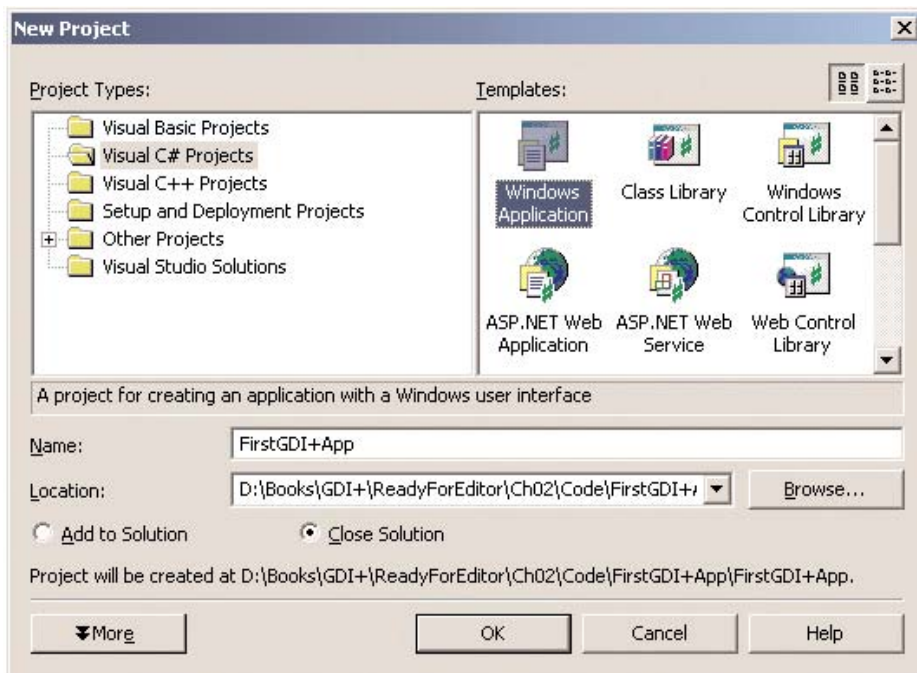 New Project
Project Types:
Templates:
Visual Basic Projects
Visual C# Projects
Visual C++ Projects
Setup and Deployment Projects
Other Projects
Visual Studio Solutions
Windows Application
Class Library
Windows Control Library
ASP.NET Web Application
ASP.NET Web Service
Web Control Library
A project for creating an application with a Windows user interface
Name:
FirstGDI+App
Location:
D:\Books\GDI+\ReadyForEditor\Ch02\Code\FirstGDI+
Browse...
Add to Solution
Close Solution
Project will be created at D:\Books\GDI+\ReadyForEditor\Ch02\Code\FirstGDI+App\FirstGDI+App.
More
OK
Cancel
Help